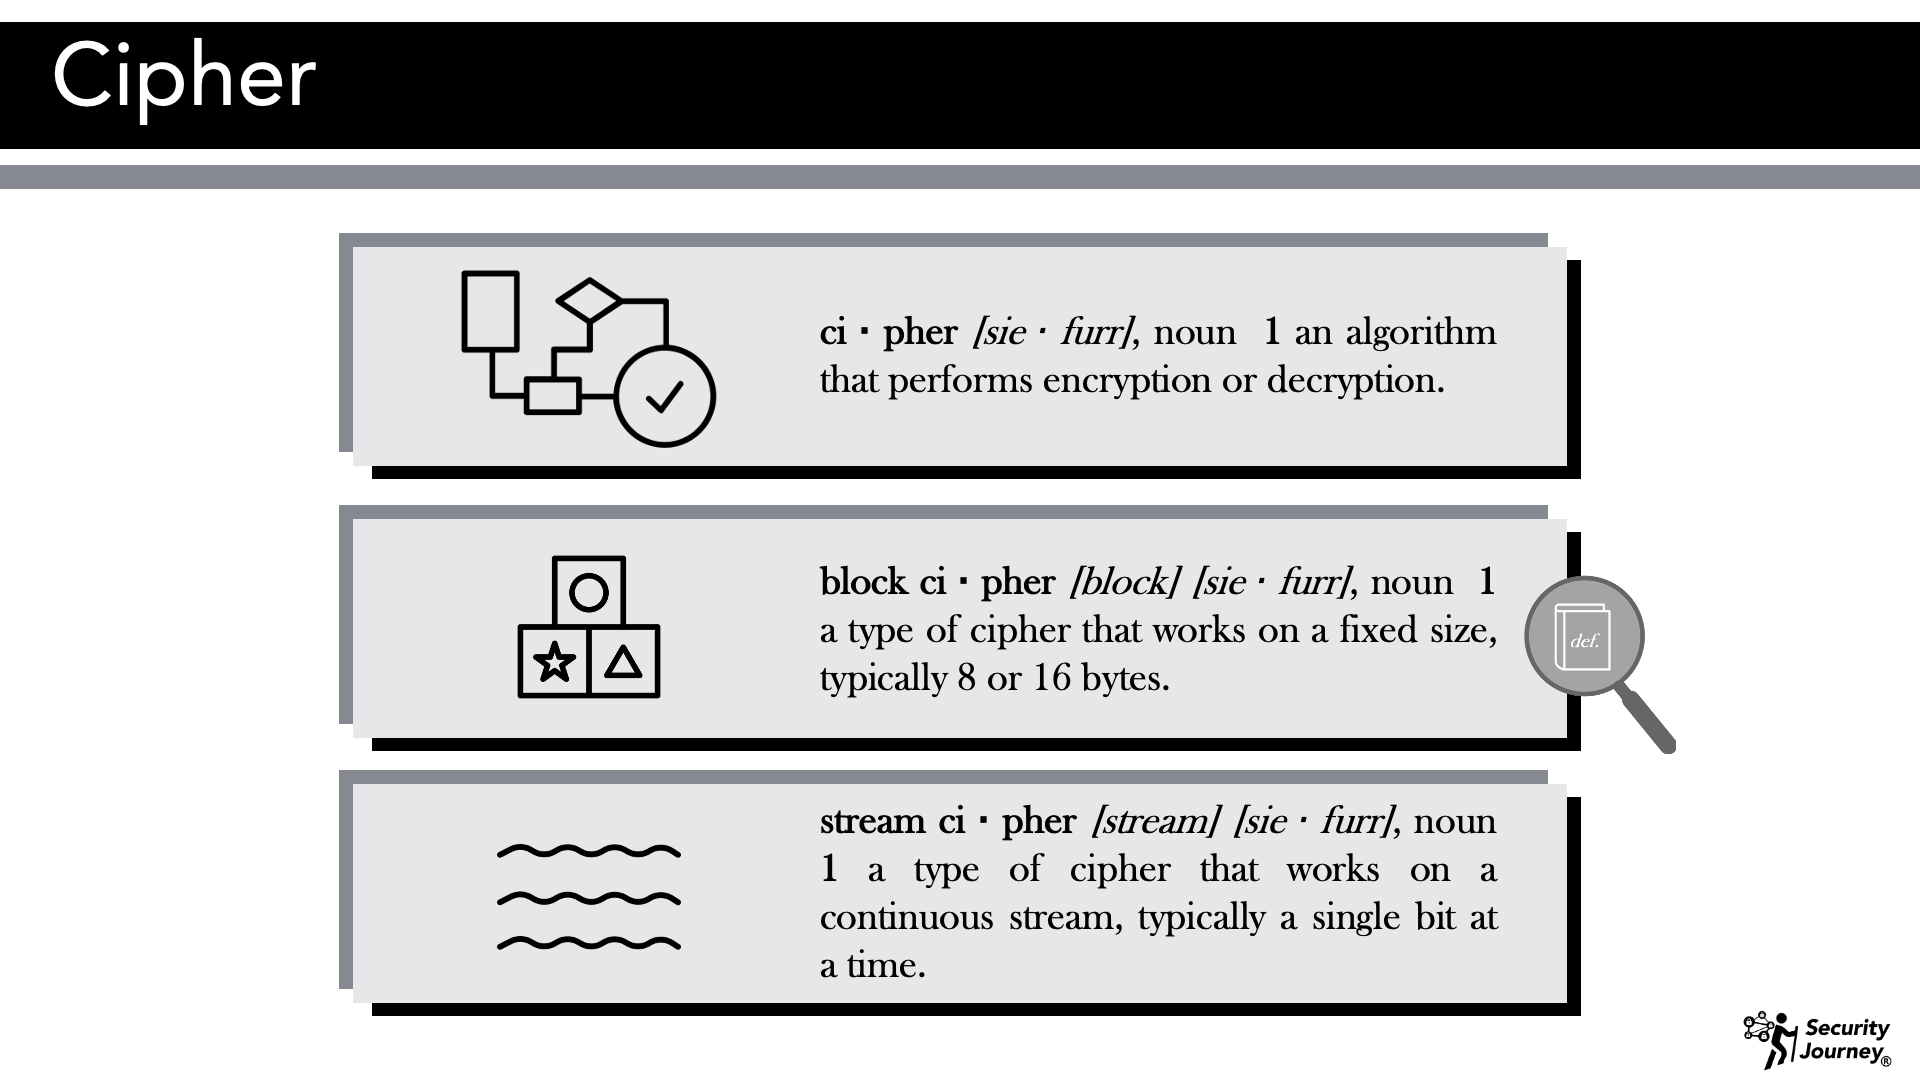 Cipher
ci · pher [sie · furr], noun  1 an algorithm
that performs encryption or decryption.
block ci · pher [block] [sie · furr], noun  1
a type of cipher that works on a fixed size,
typically 8 or 16 bytes.
def.
stream ci · pher [stream] [sie · furr], noun
1 a type of cipher that works on a
continuous stream, typically a single bit at
a time.
Security
Journey®